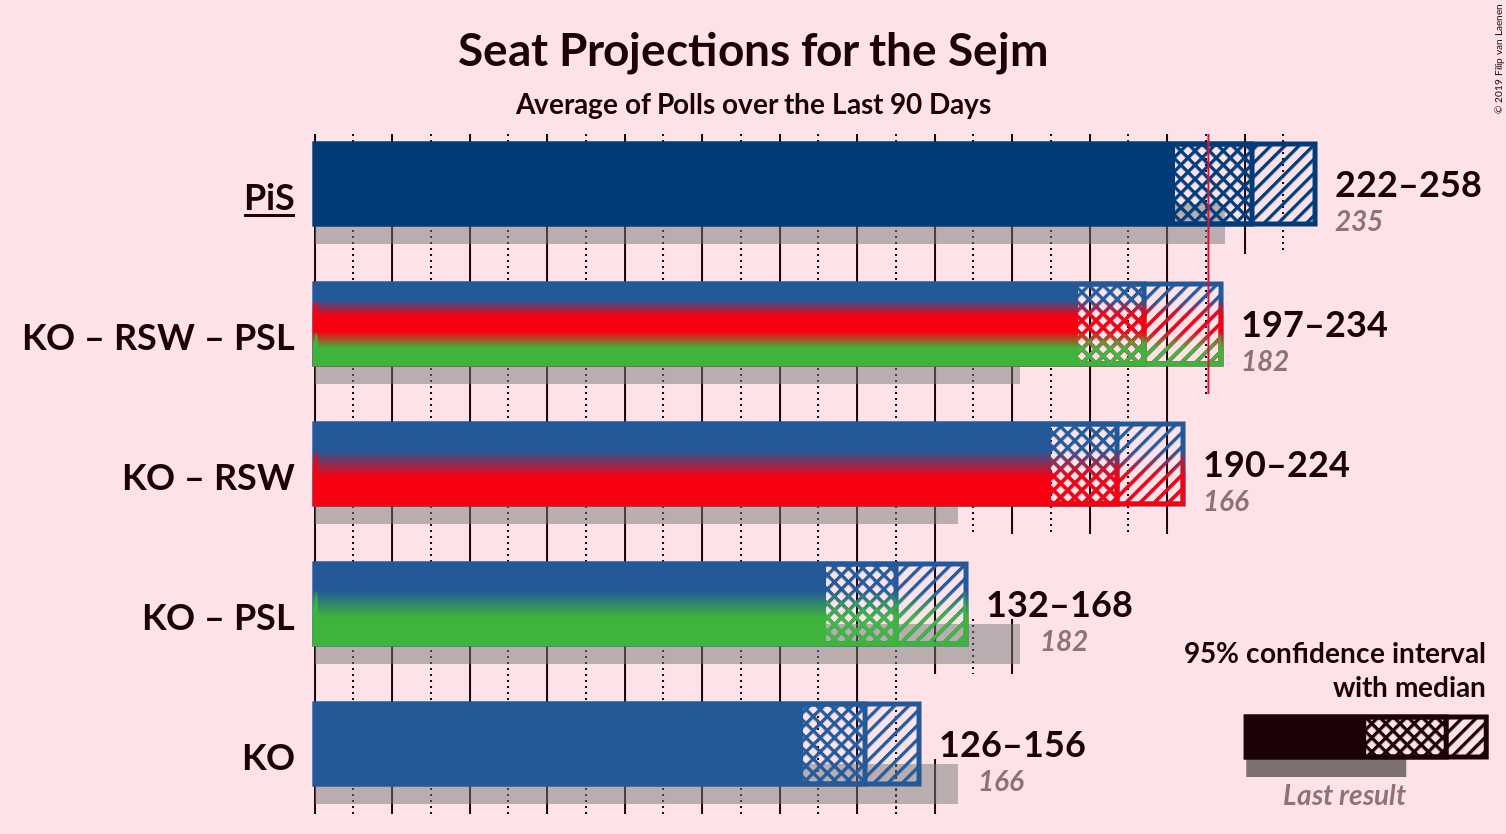 Seat Projections for the Sejm
Average of Polls over the Last 90 Days
© 2019 Filip van Laenen
PiS
222–258
235
KO – RSW – PSL
197–234
182
KO – RSW
190–224
166
KO – PSL
132–168
182
KO
126–156
166
95% confidence interval
with median
Last result